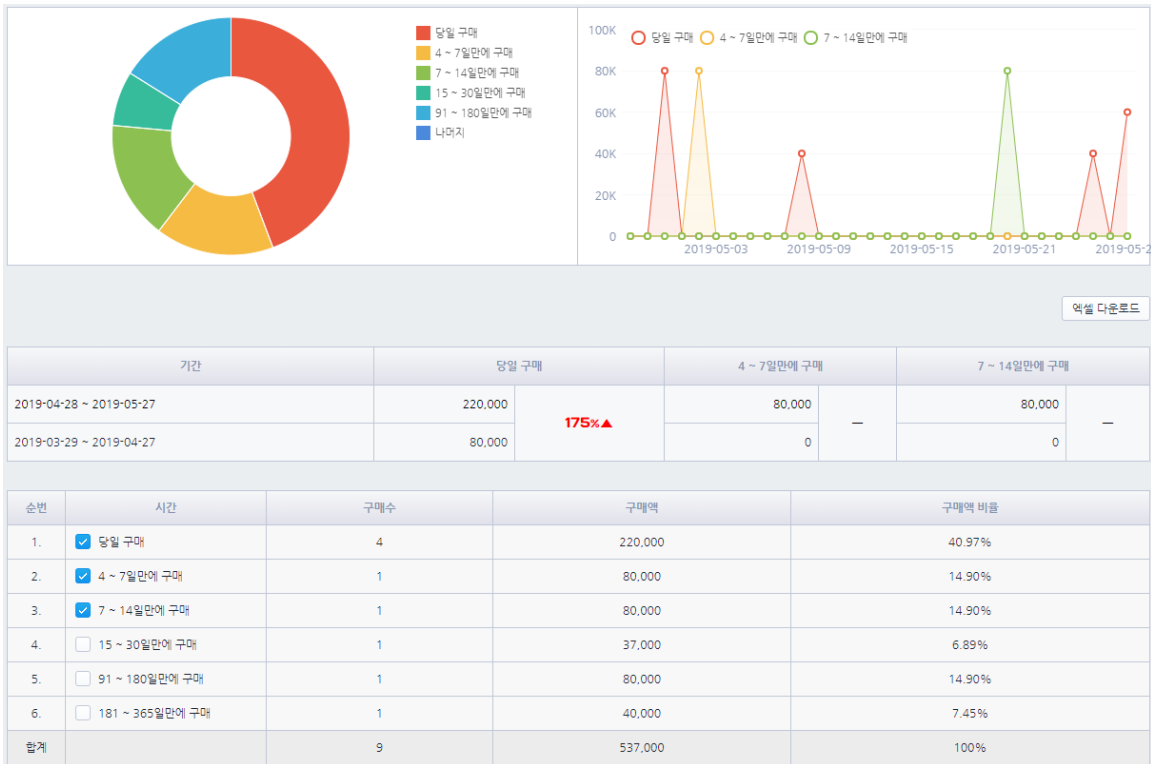 당일 구매
4 ~ 7일만에 구매
7 ~ 14일만에 구매
15 ~ 30일만에 구매
91 ~ 180일만에 구매
나머지
당일 구매 4 ~ 7일만에 구매 7 ~ 14일만에 구매
100K
80K
60K
40K
20K
0
2019-05-03 2019-05-09 2019-05-15 2019-05-21 2019-05-2
엑셀 다운로드
기간 당일 구매 4 ~ 7일만에 구매 7 ~ 14일만에 구매
2019-04-28 ~ 2019-05-27 220,000 175%▲ 80,000 — 80,000 —
2019-03-29 ~ 2019-04-27 80,000 0 0
순번 시간 구매수 구매액 구매액 비율
1. 당일 구매 4 220,000 40.97%
2. 4 ~ 7일만에 구매 1 80,000 14.90%
3. 7 ~ 14일만에 구매 1 80,000 14.90%
4. 15 ~ 30일만에 구매 1 37,000 6.89%
5. 91 ~ 180일만에 구매 1 80,000 14.90%
6. 181 ~ 365일만에 구매 1 40,000 7.45%
합계 9 537,000 100%